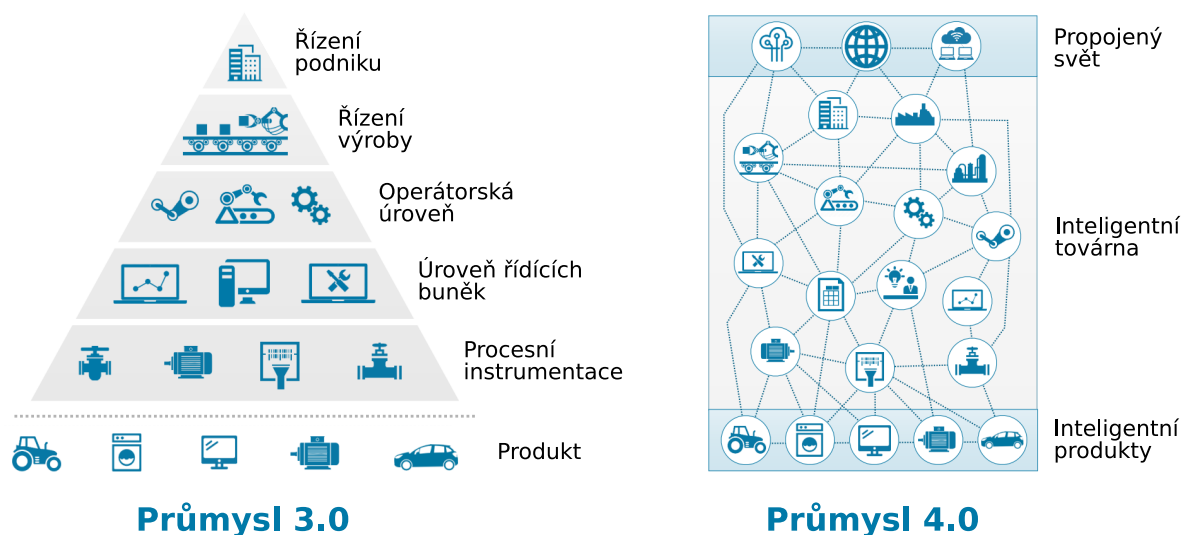 Řízení
podniku
Řízení
výroby
Operátorská
úroveň
Úroveň řídících
buněk
Procesní
instrumentace
Produkt
Průmysl 3.0
Propojený
svět
Inteligentní
továrna
Inteligentní
produkty
Průmysl 4.0